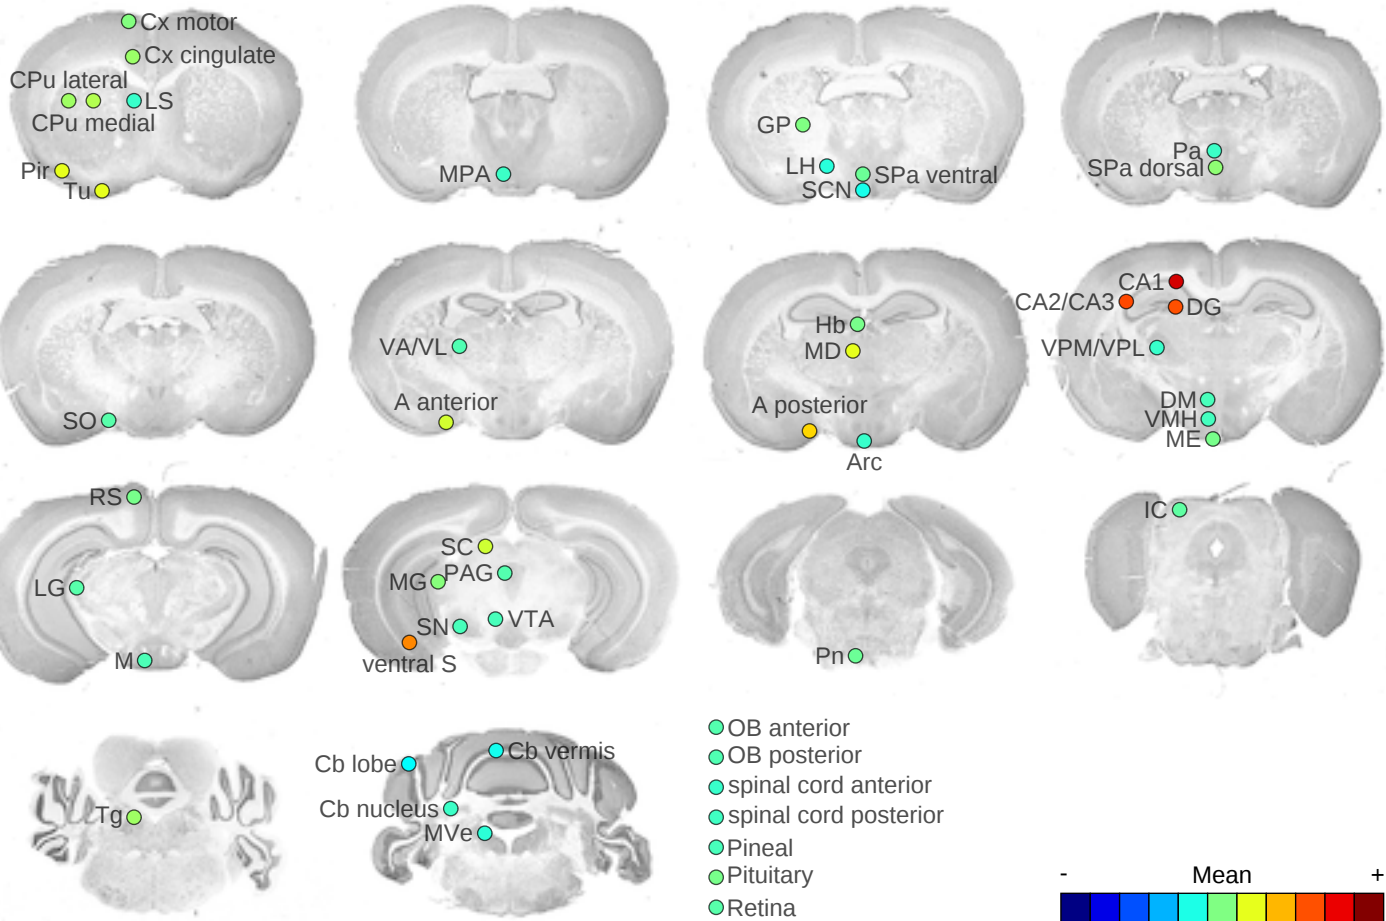 Cx motor
Cx cingulate
CPu lateral
LS
CPu medial
Pir
Tu
MPA
GP
LH
SPa ventral
SCN
Pa
SPa dorsal
SO
VA/VL
A anterior
Hb
MD
A posterior
Arc
CA1
CA2/CA3
DG
VPM/VPL
DM
VMH
ME
RS
LG
M
SC
PAG
MG
SN
VTA
ventral S
Pn
IC
Tg
Cb vermis
Cb lobe
Cb nucleus
MVe
OB anterior
OB posterior
spinal cord anterior
spinal cord posterior
Pineal
Pituitary
Retina
- Mean +